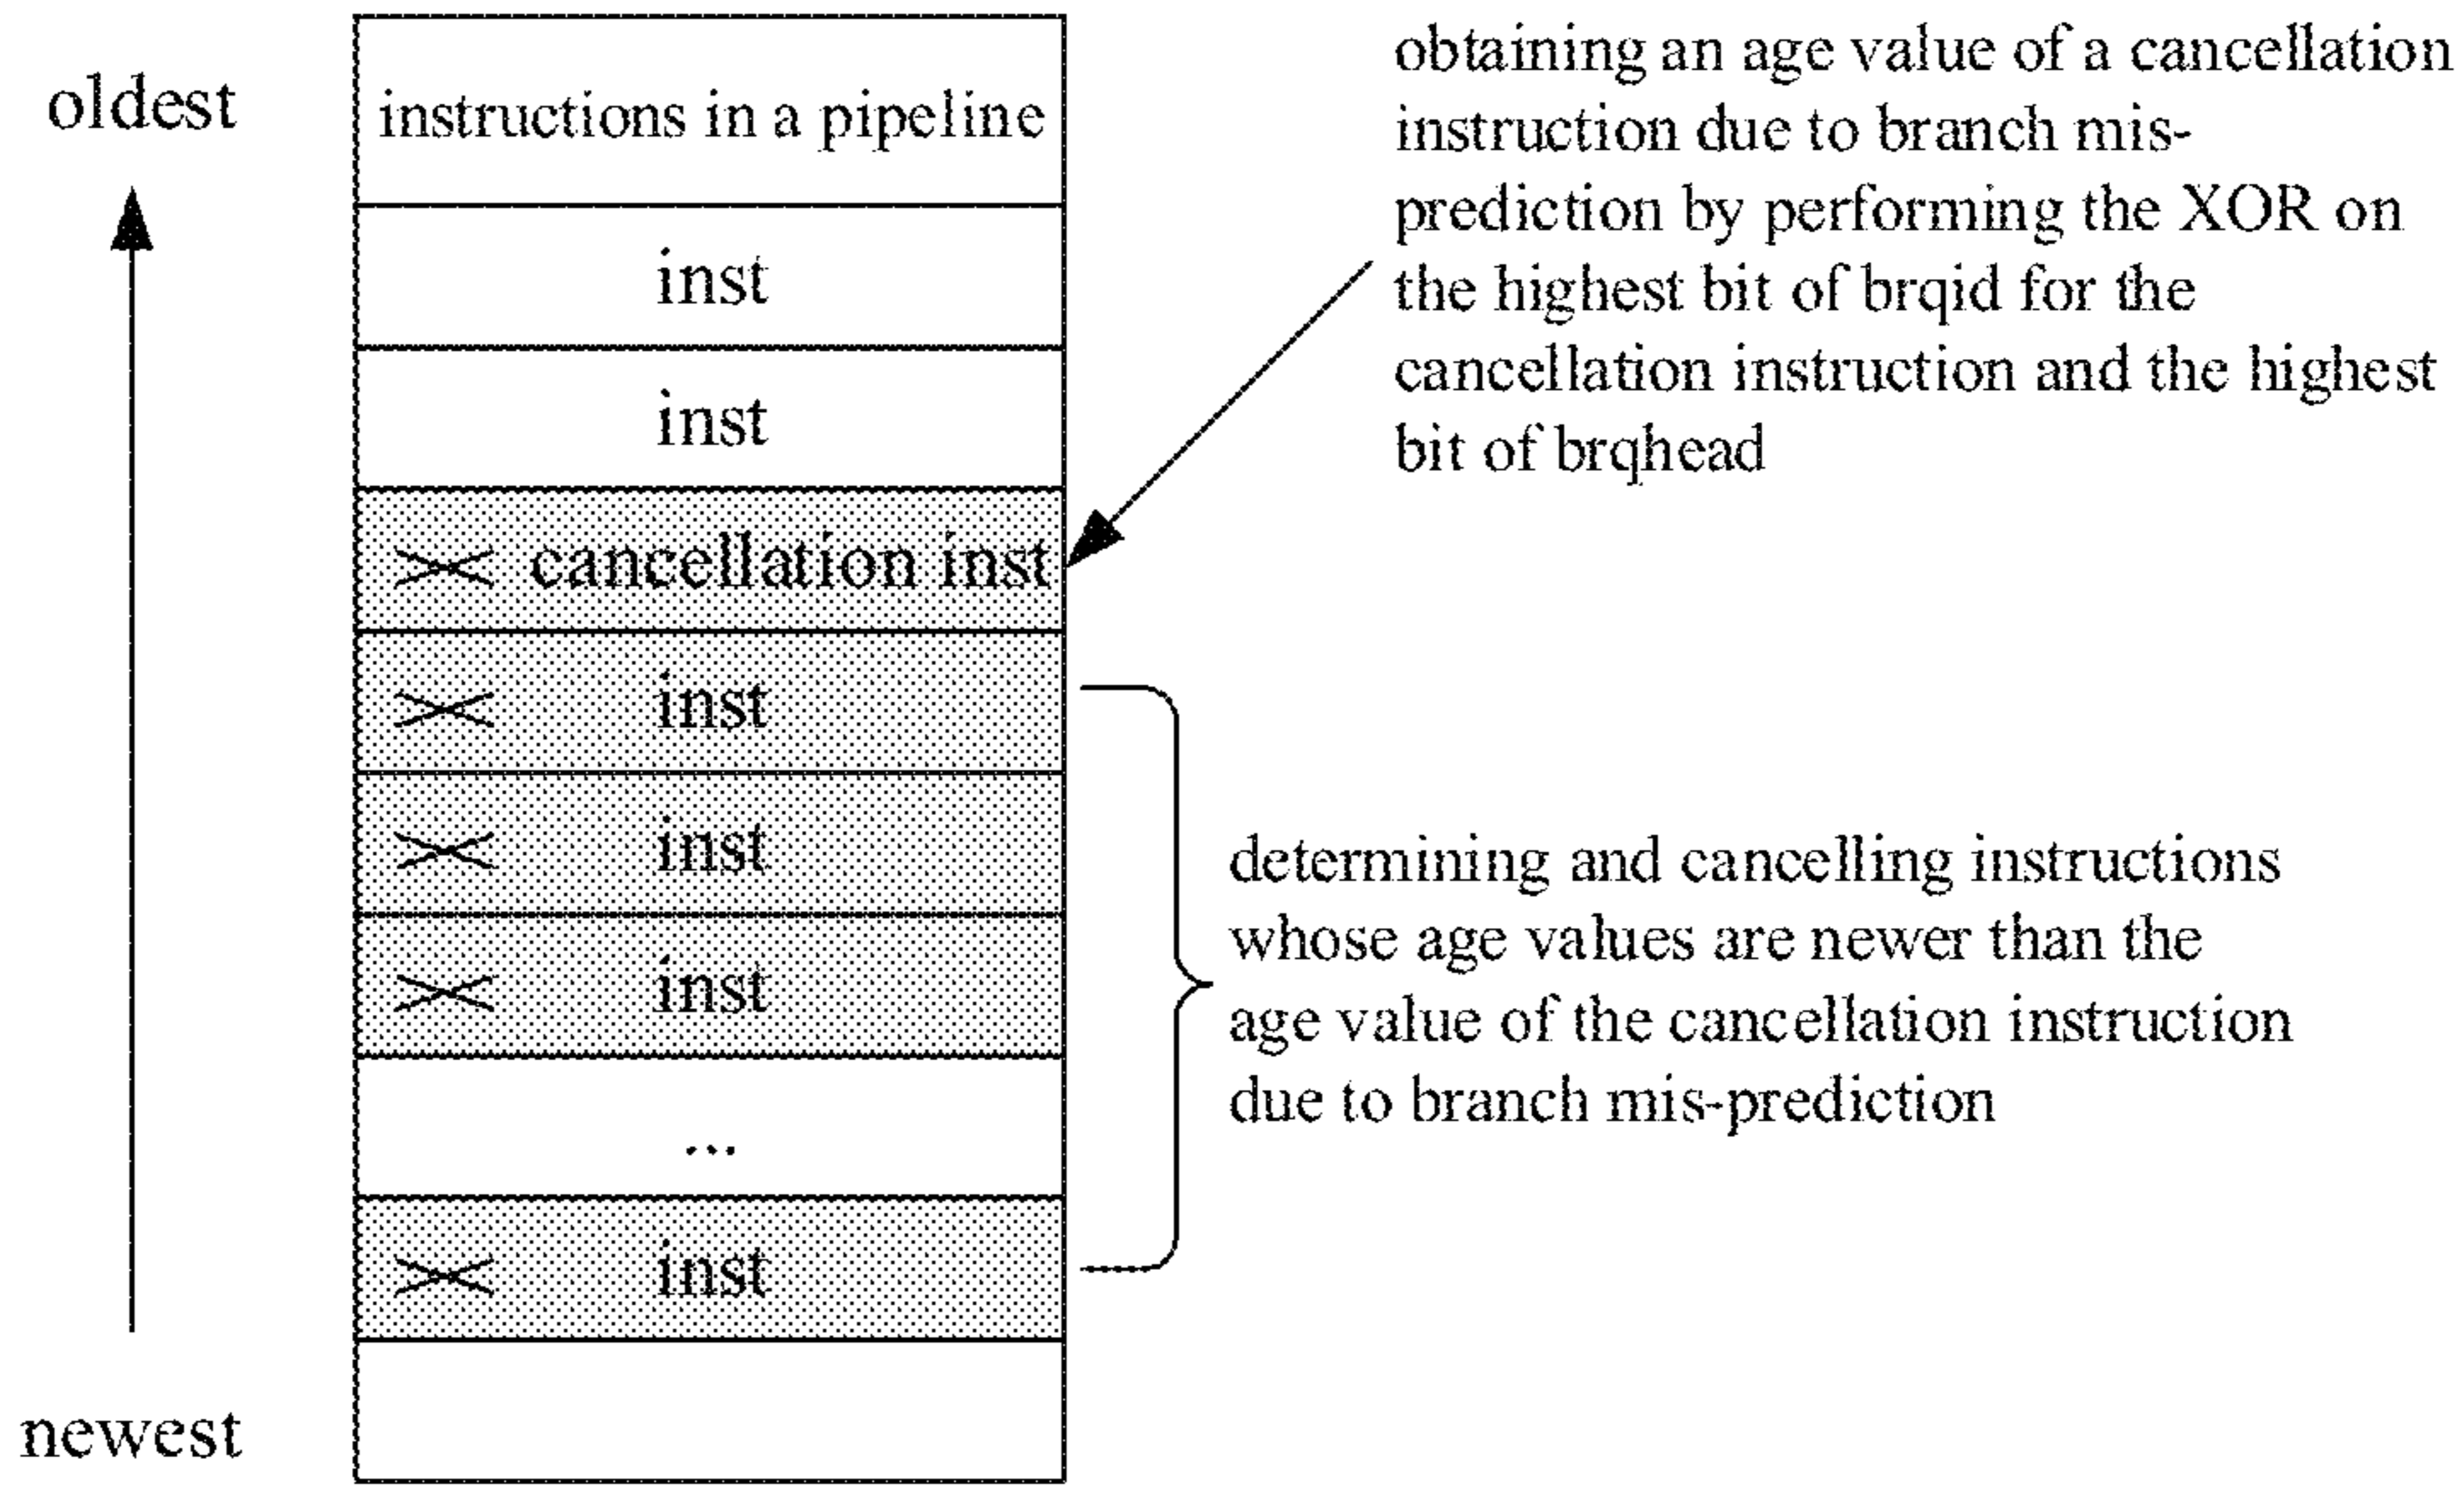 oldest
instructions in a pipeline
inst
inst
cancellation inst
inst
inst
inst
...
inst
newest
obtaining an age value of a cancellation
instruction due to branch mis-
prediction by performing the XOR on
the highest bit of brqid for the
cancellation instruction and the highest
bit of brqhead
determining and cancelling instructions
whose age values are newer than the
age value of the cancellation instruction
due to branch mis-prediction